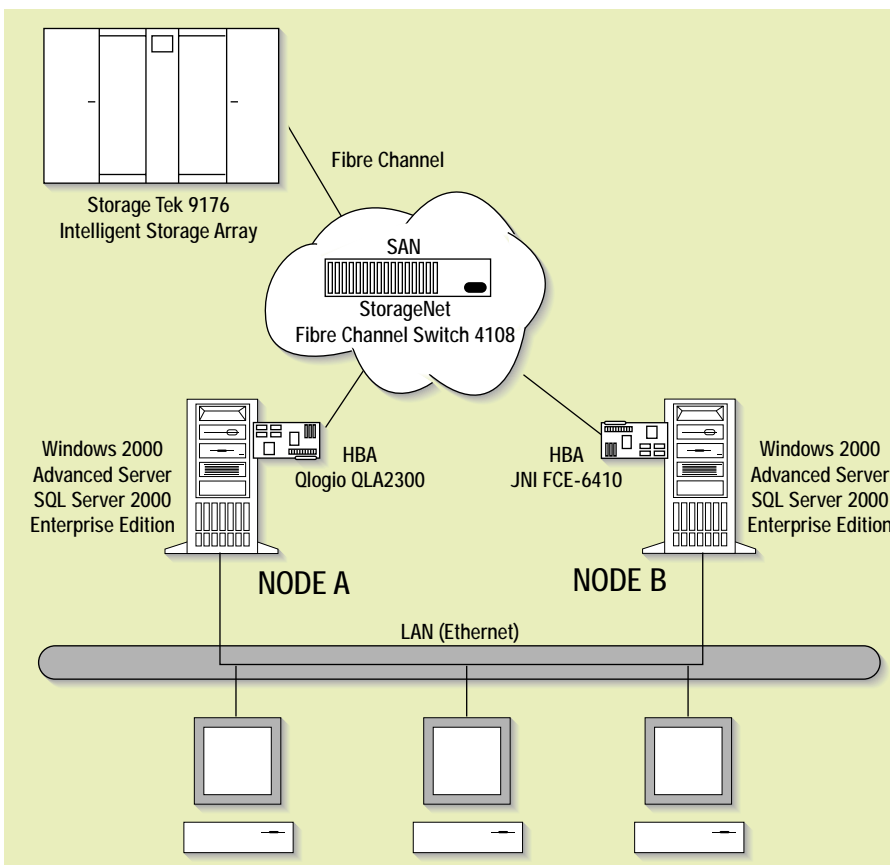 Fibre Channel
Storage Tek 9176
Intelligent Storage Array
SAN
StorageNet
Fibre Channel Switch 4108
Windows 2000
Advanced Server
SQL Server 2000
Enterprise Edition
HBA
Qlogio QLA2300
HBA
JNI FCE-6410
Windows 2000
Advanced Server
SQL Server 2000
Enterprise Edition
NODE A
NODE B
LAN (Ethernet)